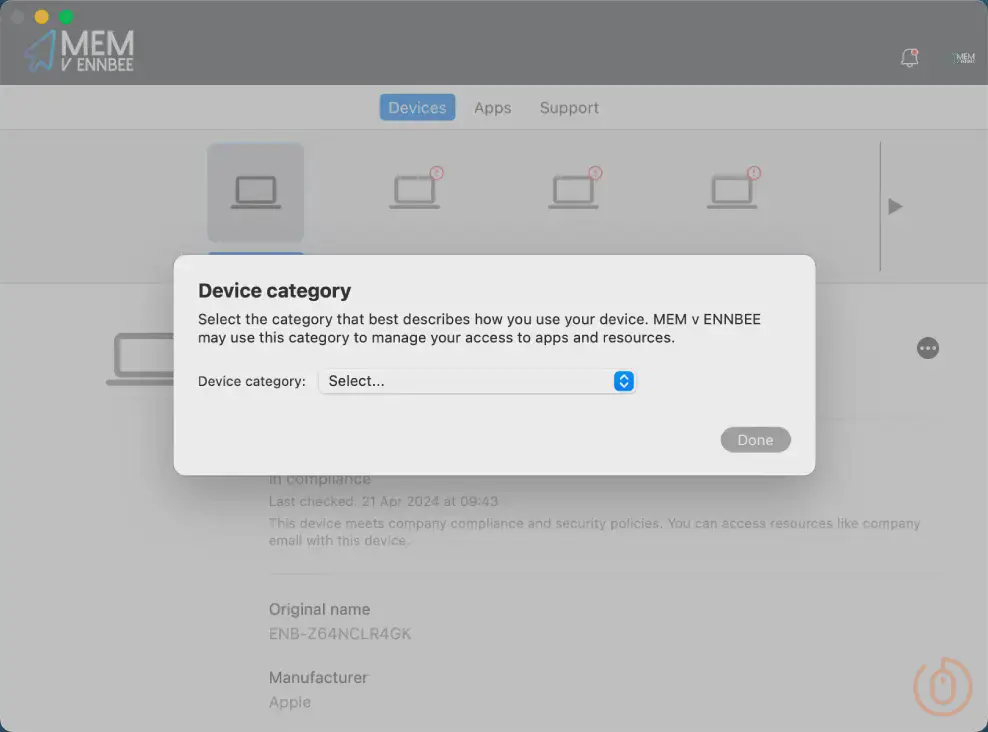 MEM
V ENNBEE
MEM
Devices
Apps
Support
Device category
Select the category that best describes how you use your device. MEM v ENNBEE
may use this category to manage your access to apps and resources.
Device category:
Select...
Done
In compliance
Last checked: 21 Apr 2024 at 09:43
This device meets company compliance and security policies. You can access resources like company
email with this device.
Original name
ENB-Z64NCLR4GK
Manufacturer
Apple